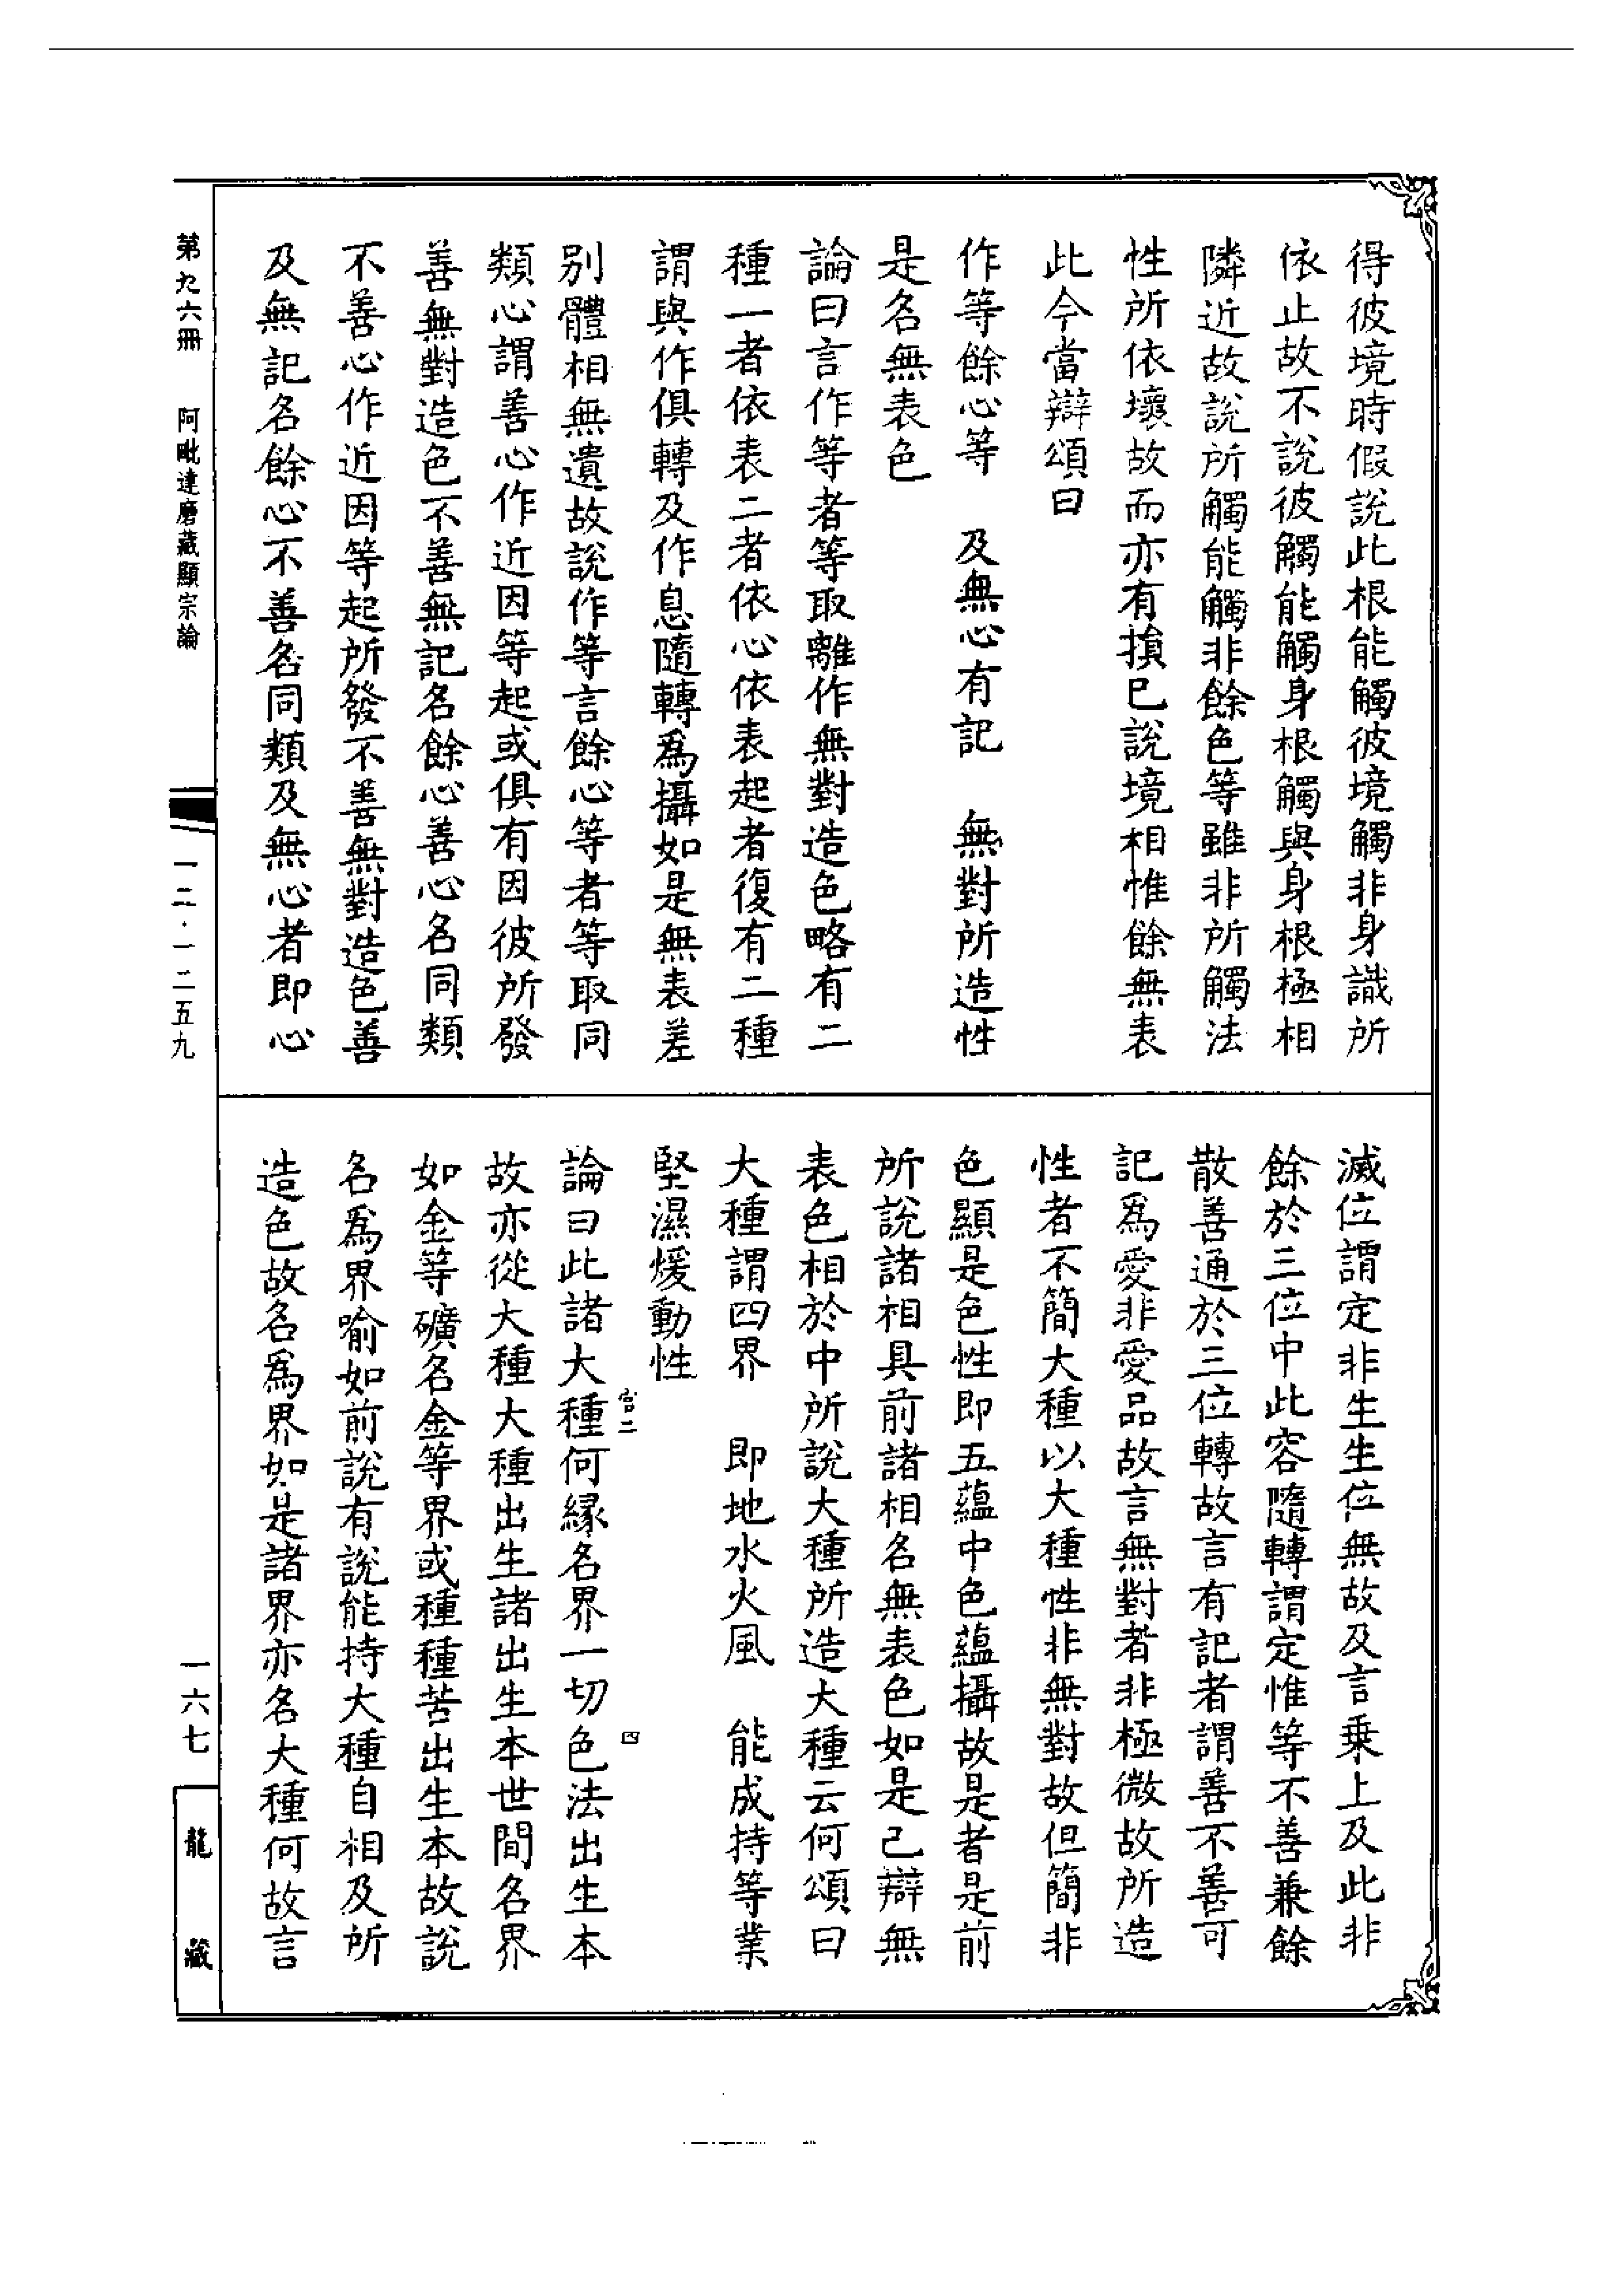 得彼境時假說此根能觸彼境觸非身識所
依止故不說彼觸能觸身根觸與身根極相
隣近故說所觸能觸非餘色等雖非所觸法
性所依壞故而亦有損巳說境相惟餘無表
此今當辯頌曰
作等餘心等　及無心有記　無對所造性
是名無表色
論曰言作等者等取離作無對造色略有二
種一者依表二者依心依表起者復有二種
謂與作俱轉及作息隨轉爲攝如是無表差
別體相無遺故說作等言餘心等者等取同
類心謂善心作近因等起或俱有因彼所發
善無對造色不善無記名餘心善心名同類
不善心作近因等起所發不善無對造色善
及無記名餘心不善名同類及無心者即心
滅位謂定非生生位無故及言乗上及此非
餘於三位中此容隨轉謂定惟等不善兼餘
散善通於三位轉故言有記者謂善不善可
記爲愛非愛品故言無對者非極微故所造
性者不簡大種以大種性非無對故但簡非
色顯是色性即五蘊中色蘊攝故是者是前
所說諸相具前諸相名無表色如是已辯無
表色相於中所說大種所造大種云何頌曰
大種謂四界　即地水火風　能成持等業
堅濕煖動性
論曰此諸大種何緣名界一切色法出生本
故亦從大種大種出生諸出生本世間名界
如金等礦名金等界或種種苦出生本故說
名爲界喻如前說有說能持大種自相及所
造色故名爲界如是諸界亦名大種何故言
宫二
四
第九六冊　阿毗達磨藏顯宗論
一二·一二五九
一六七
龍藏